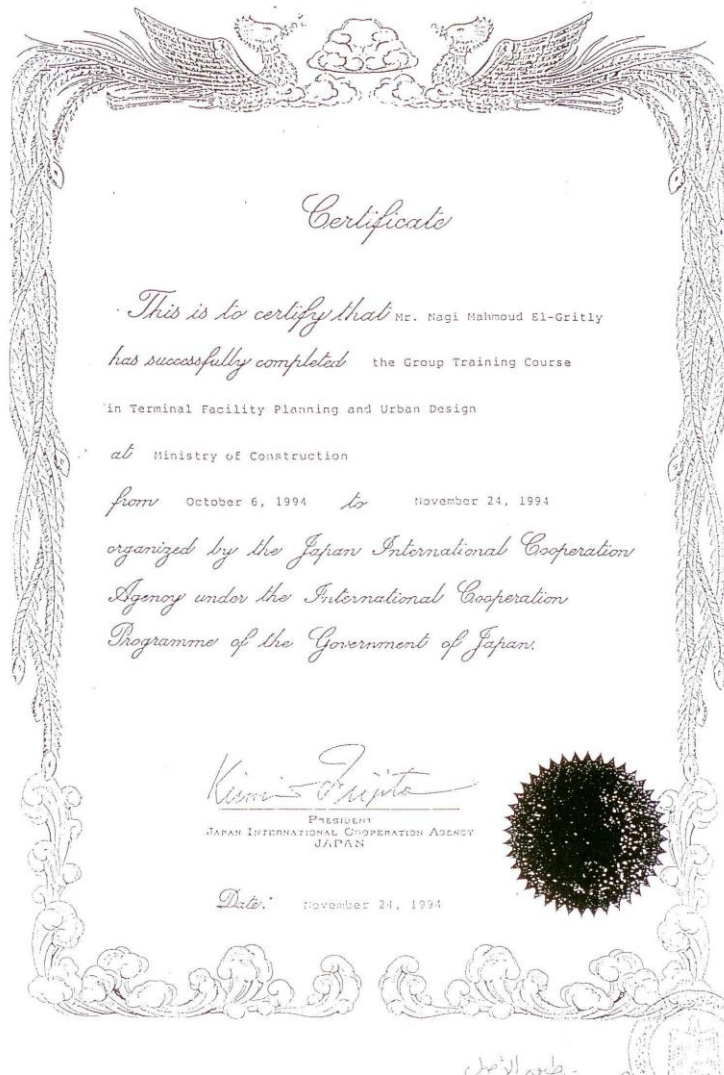 Certificate
This is to certify that Mr. Nagi Mahmoud El-Gritly
has successfully completed the Group Training Course
in Terminal Facility Planning and Urban Design
at Ministry of Construction
from October 6, 1994 to November 24, 1994
organized by the Japan International Cooperation
Agency under the International Cooperation
Programme of the Government of Japan.
Kimio Fujita
PRESIDENT
JAPAN INTERNATIONAL COOPERATION AGENCY
JAPAN
Date: November 24, 1994